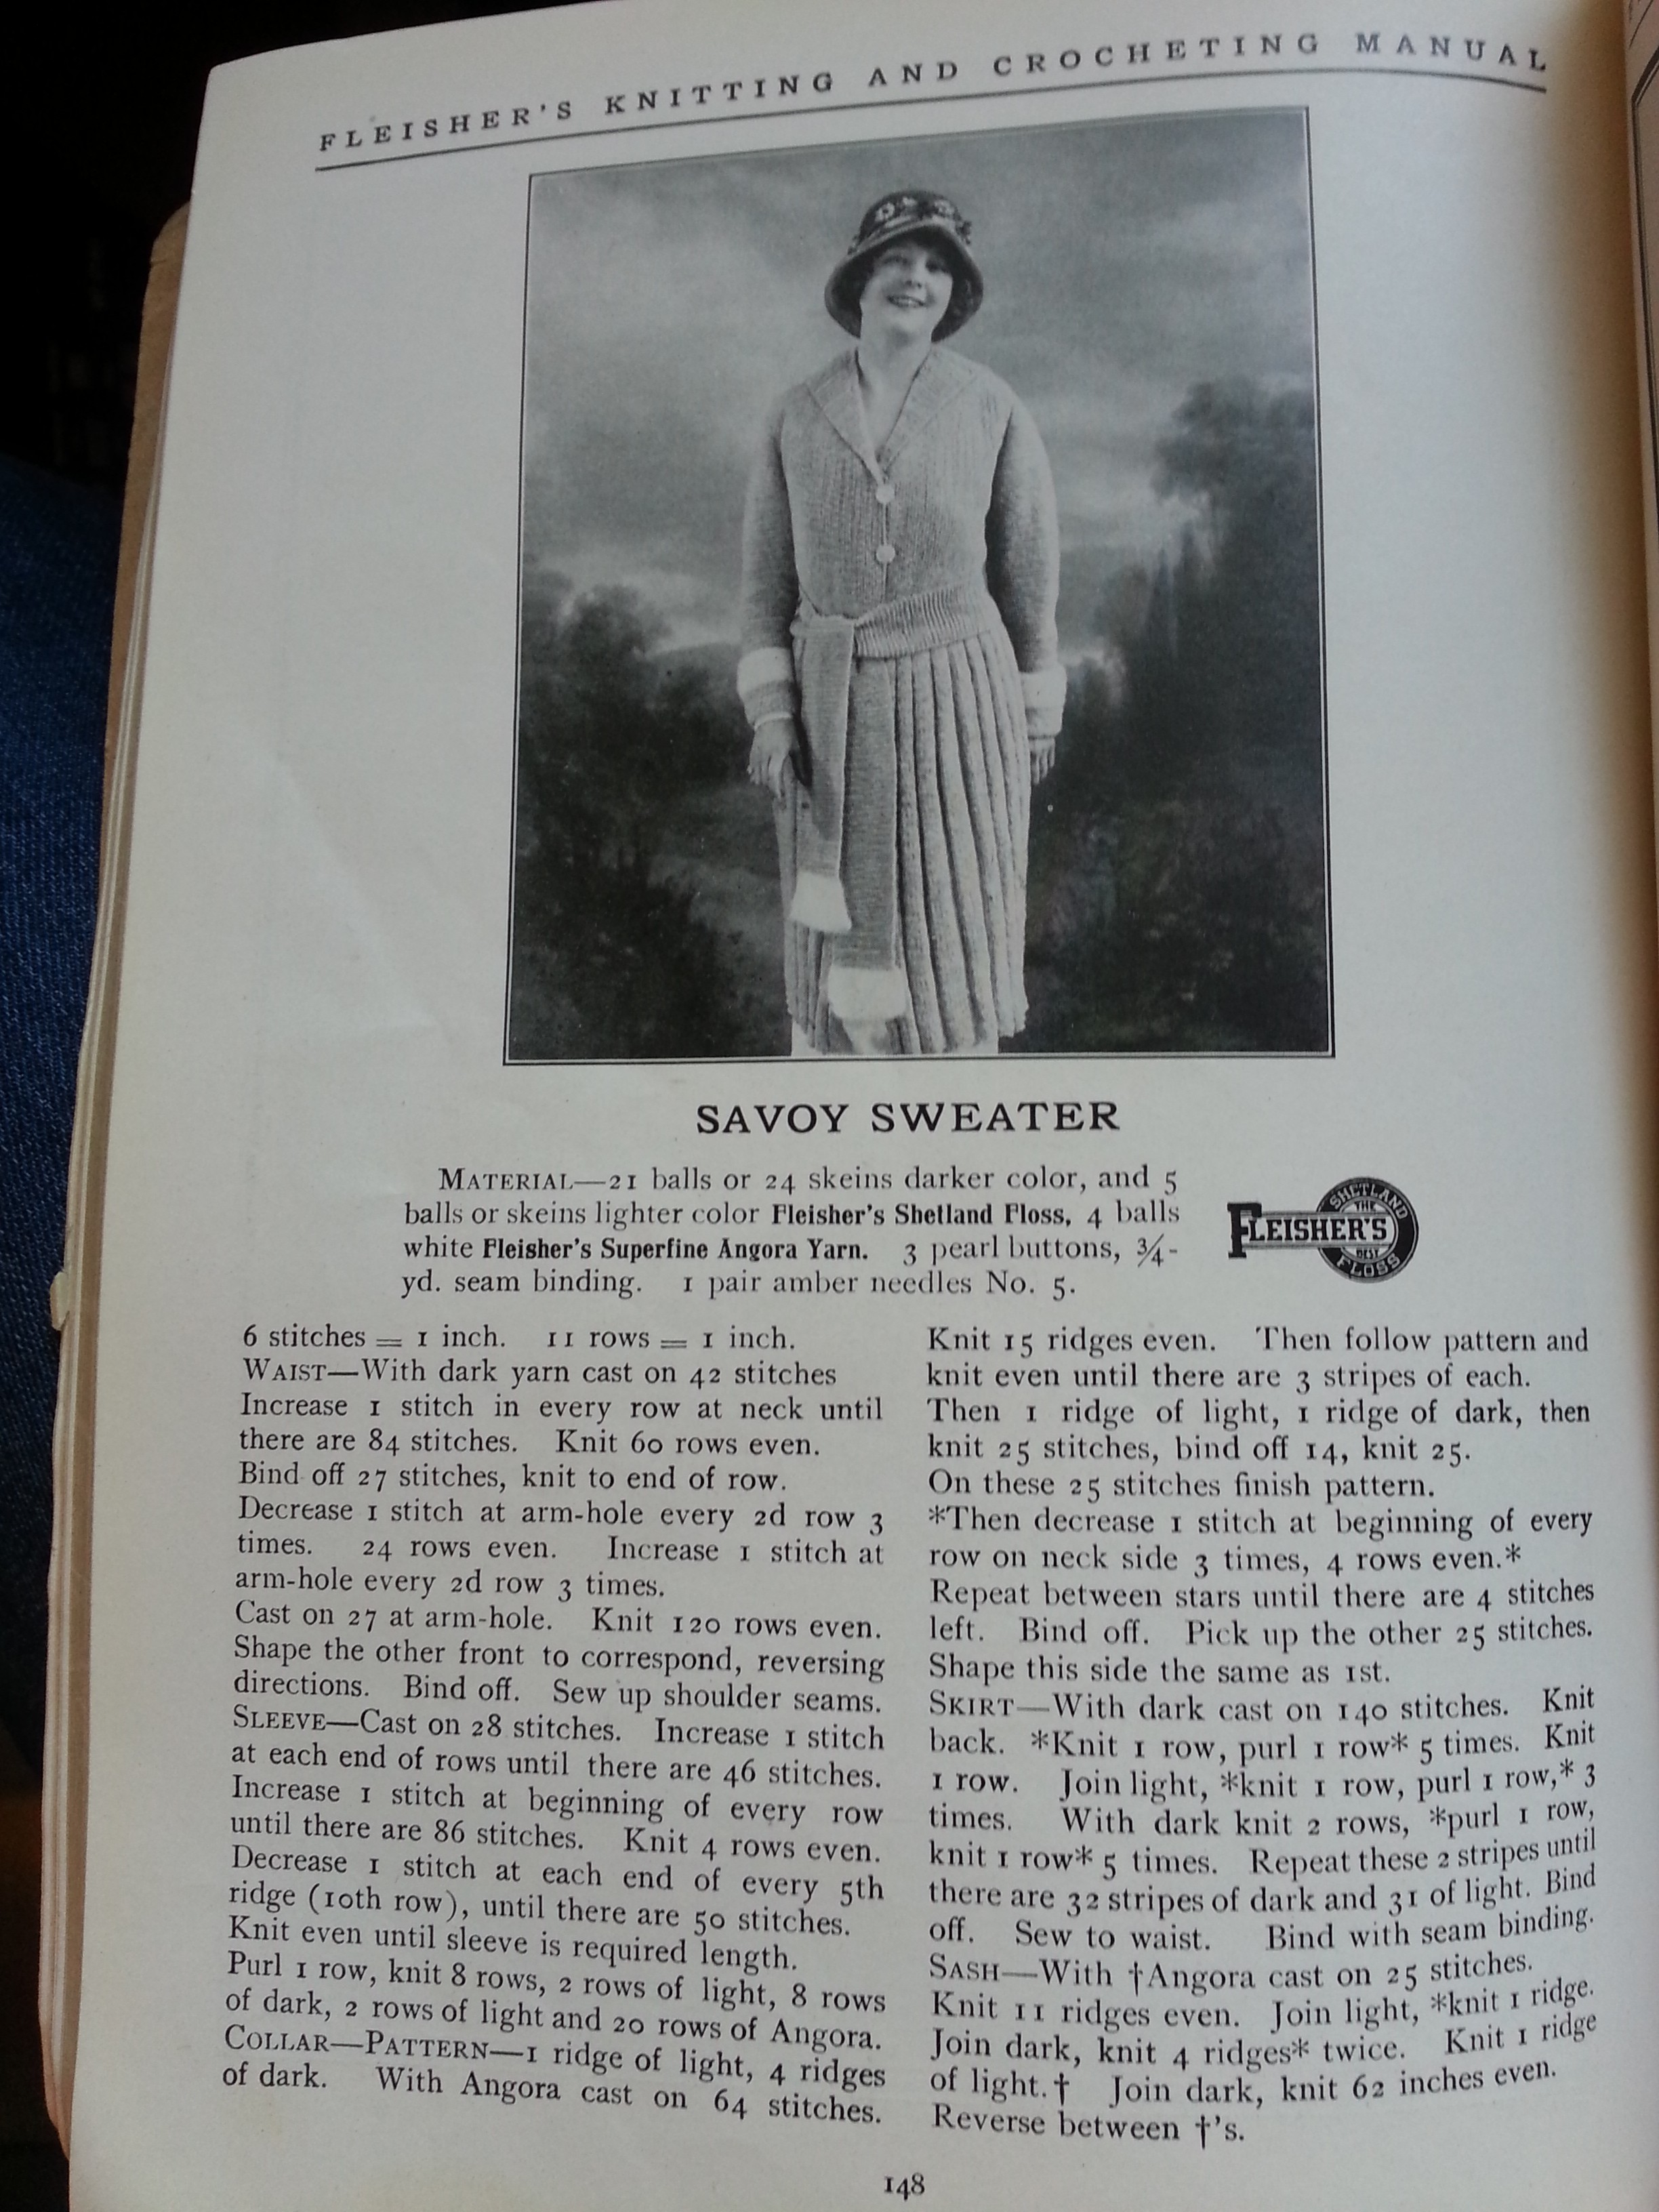 FLEISHER'S KNITTING AND CROCHETING MANUAL
SAVOY SWEATER
MATERIAL—21 balls or 24 skeins darker color, and 5
balls or skeins lighter color Fleisher's Shetland Floss, 4 balls
white Fleisher's Superfine Angora Yarn. 3 pearl buttons, ¾-
yd. seam binding. 1 pair amber needles No. 5.
SHETLAND
THE
FLEISHER'S
BEST
FLOSS
6 stitches = 1 inch. 11 rows = 1 inch.
WAIST—With dark yarn cast on 42 stitches
Increase 1 stitch in every row at neck until
there are 84 stitches. Knit 60 rows even.
Bind off 27 stitches, knit to end of row.
Decrease 1 stitch at arm-hole every 2d row 3
times. 24 rows even. Increase 1 stitch at
arm-hole every 2d row 3 times.
Cast on 27 at arm-hole. Knit 120 rows even.
Shape the other front to correspond, reversing
directions. Bind off. Sew up shoulder seams.
SLEEVE—Cast on 28 stitches. Increase 1 stitch
at each end of rows until there are 46 stitches.
Increase 1 stitch at beginning of every row
until there are 86 stitches. Knit 4 rows even.
Decrease 1 stitch at each end of every 5th
ridge (10th row), until there are 50 stitches.
Knit even until sleeve is required length.
Purl 1 row, knit 8 rows, 2 rows of light, 8 rows
of dark, 2 rows of light and 20 rows of Angora.
COLLAR—PATTERN—1 ridge of light, 4 ridges
of dark. With Angora cast on 64 stitches.
Knit 15 ridges even. Then follow pattern and
knit even until there are 3 stripes of each.
Then 1 ridge of light, 1 ridge of dark, then
knit 25 stitches, bind off 14, knit 25.
On these 25 stitches finish pattern.
*Then decrease 1 stitch at beginning of every
row on neck side 3 times, 4 rows even.*
Repeat between stars until there are 4 stitches
left. Bind off. Pick up the other 25 stitches.
Shape this side the same as 1st.
SKIRT—With dark cast on 140 stitches. Knit
back. *Knit 1 row, purl 1 row* 5 times. Knit
1 row. Join light, *knit 1 row, purl 1 row,* 3
times. With dark knit 2 rows, *purl 1 row,
knit 1 row* 5 times. Repeat these 2 stripes until
there are 32 stripes of dark and 31 of light. Bind
off. Sew to waist. Bind with seam binding.
SASH—With †Angora cast on 25 stitches.
Knit 11 ridges even. Join light, *knit 1 ridge.
Join dark, knit 4 ridges* twice. Knit 1 ridge
of light.† Join dark, knit 62 inches even.
Reverse between †'s.
148